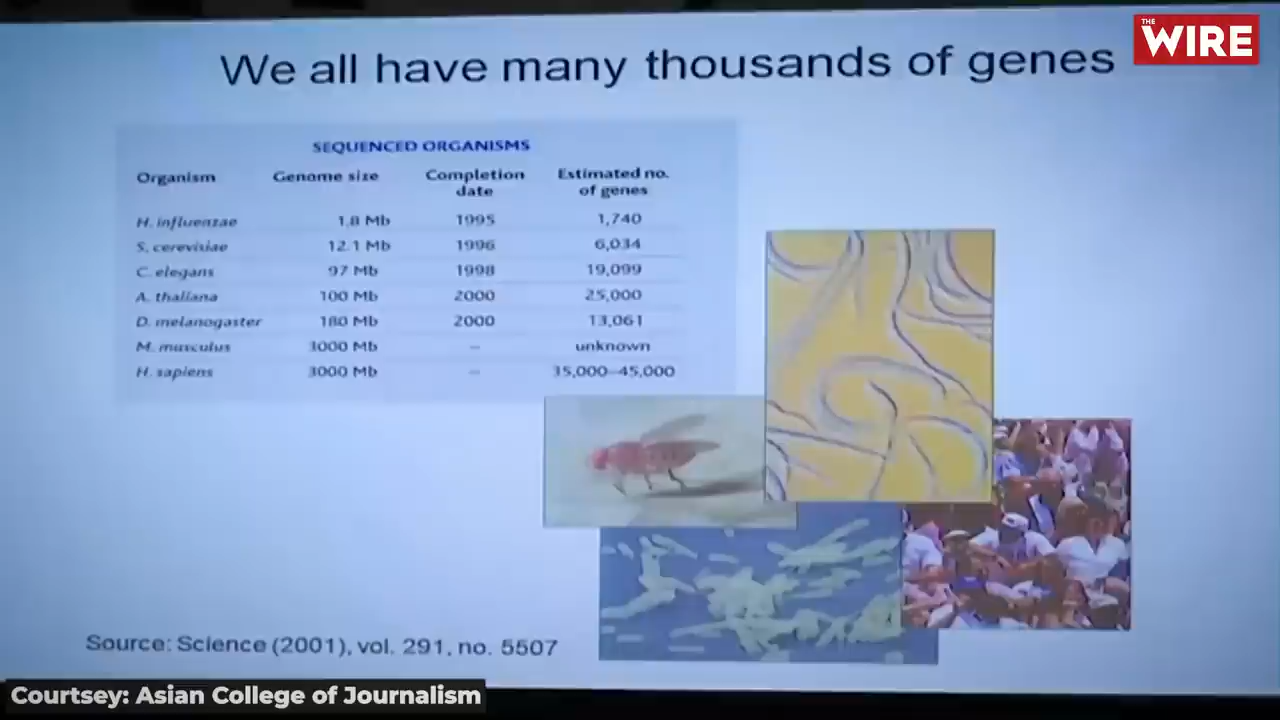 THE
WIRE
We all have many thousands of genes
SEQUENCED ORGANISMS
Organism Genome size Completion date Estimated no. of genes
H. influenzae 1.8 Mb 1995 1,740
S. cerevisiae 12.1 Mb 1996 6,034
C. elegans 97 Mb 1998 19,099
A. thaliana 100 Mb 2000 25,000
D. melanogaster 180 Mb 2000 13,061
M. musculus 3000 Mb – unknown
H. sapiens 3000 Mb – 35,000–45,000
Source: Science (2001), vol. 291, no. 5507
Courtsey: Asian College of Journalism